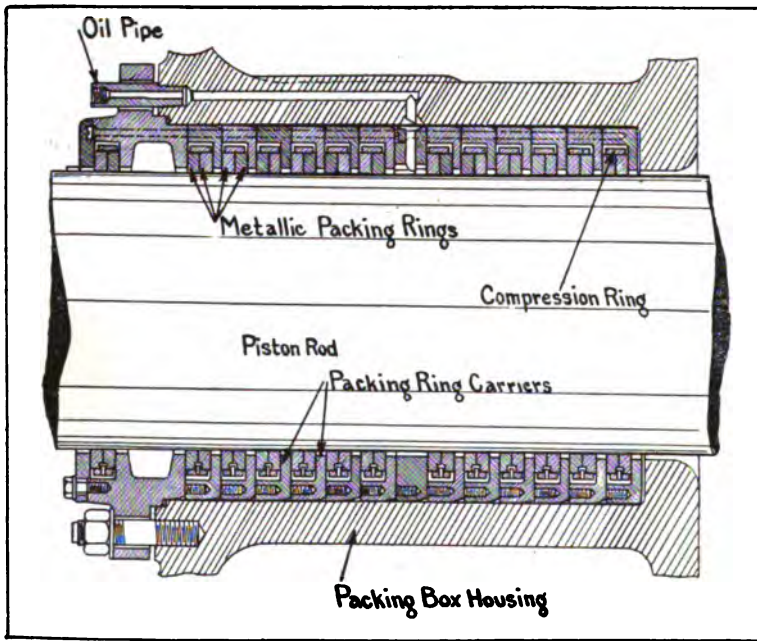 Oil Pipe
Metallic Packing Rings
Compression Ring
Piston Rod
Packing Ring Carriers
Packing Box Housing